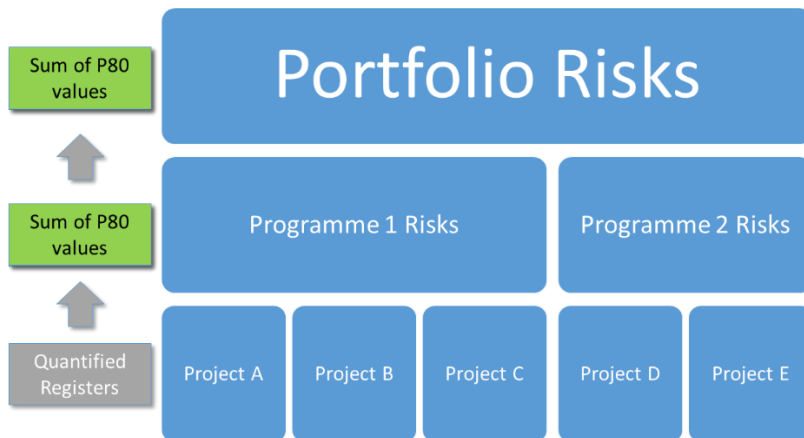 Sum of P80
values
Portfolio Risks
Sum of P80
values
Programme 1 Risks
Programme 2 Risks
Quantified
Registers
Project A
Project B
Project C
Project D
Project E